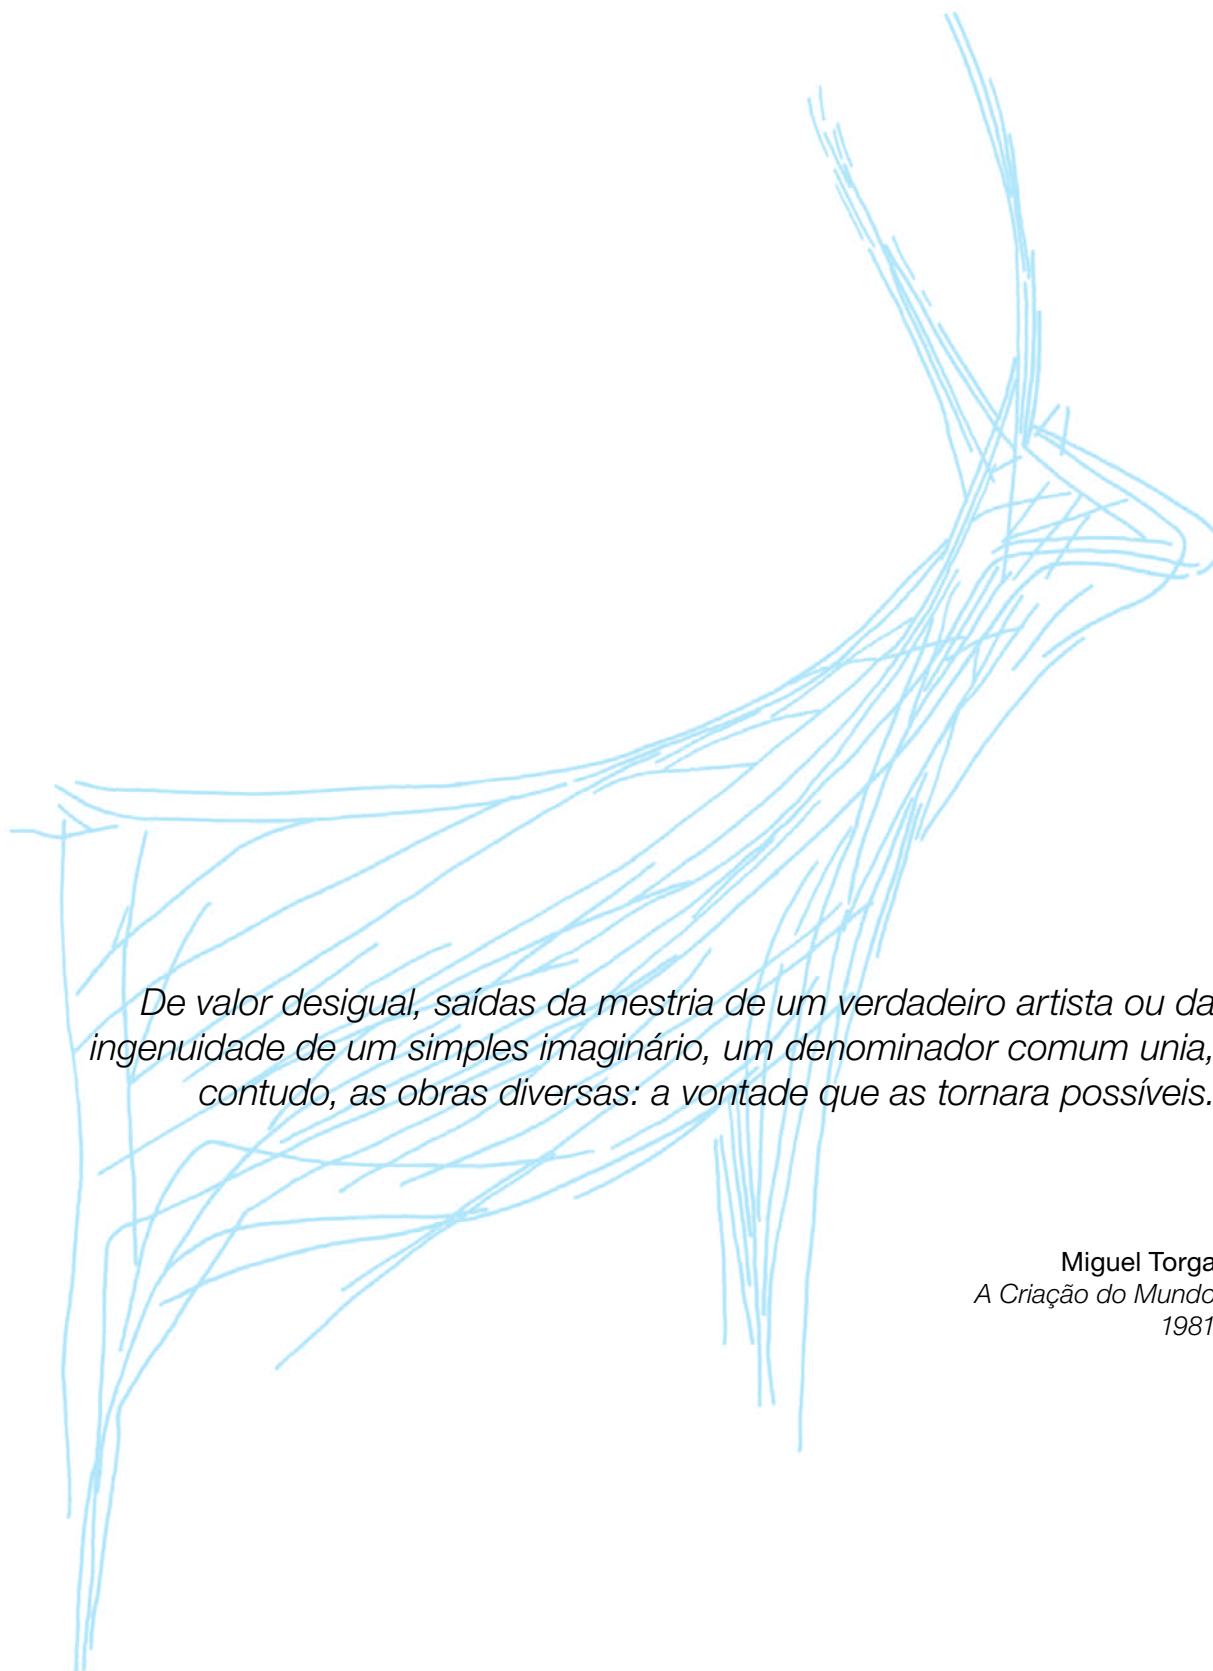 De valor desigual, saídas da mestria de um verdadeiro artista ou da
ingenuidade de um simples imaginário, um denominador comum unia,
contudo, as obras diversas: a vontade que as tornara possíveis.
Miguel Torga
A Criação do Mundo
1981